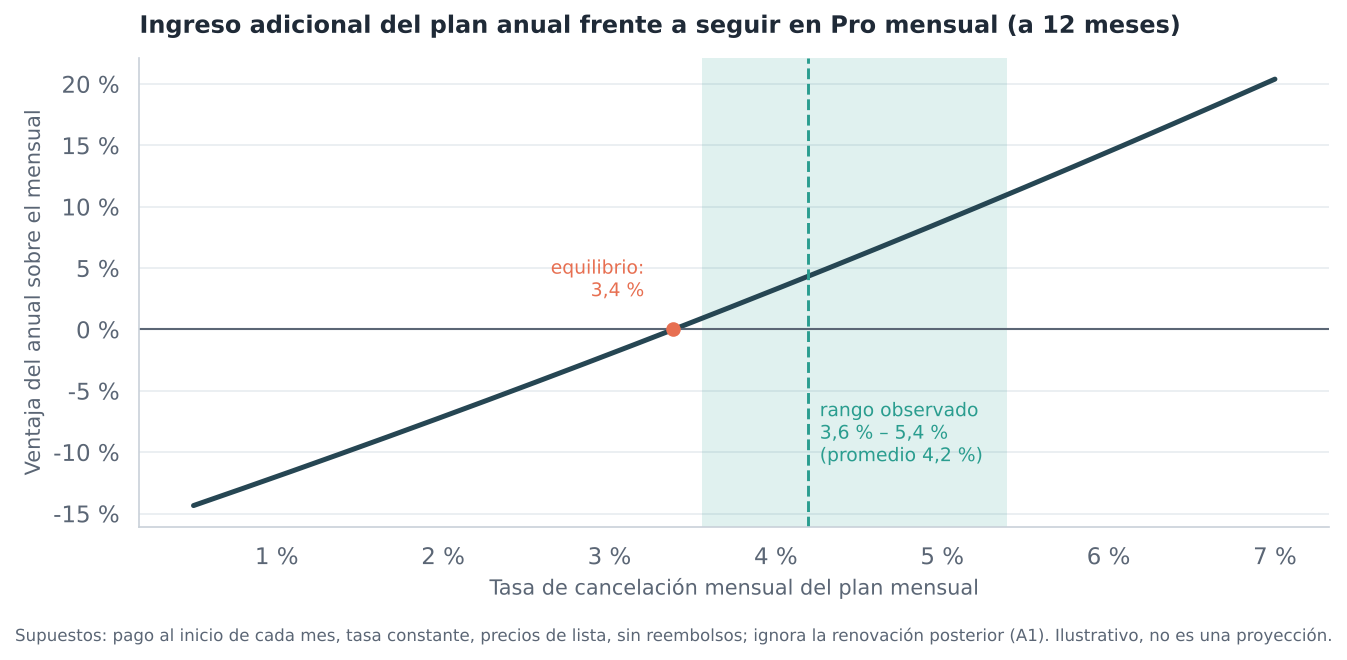 Ingreso adicional del plan anual frente a seguir en Pro mensual (a 12 meses)
Ventaja del anual sobre el mensual
20 %
15 %
10 %
5 %
0 %
-5 %
-10 %
-15 %
equilibrio:
3,4 %
rango observado
3,6 % – 5,4 %
(promedio 4,2 %)
1 %
2 %
3 %
4 %
5 %
6 %
7 %
Tasa de cancelación mensual del plan mensual
Supuestos: pago al inicio de cada mes, tasa constante, precios de lista, sin reembolsos; ignora la renovación posterior (A1). Ilustrativo, no es una proyección.